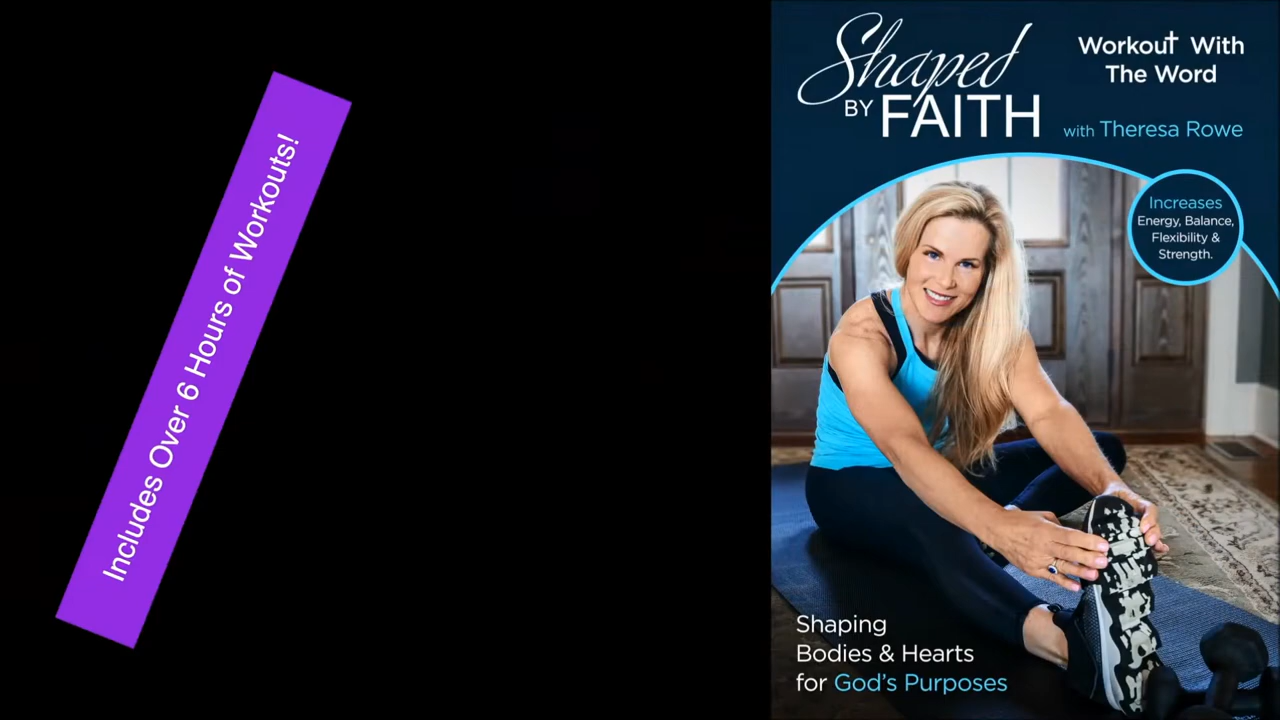 Includes Over 6 Hours of Workouts!
Shaped
BY FAITH
Workout With
The Word
with Theresa Rowe
Increases
Energy, Balance,
Flexibility &
Strength.
Shaping
Bodies & Hearts
for God's Purposes